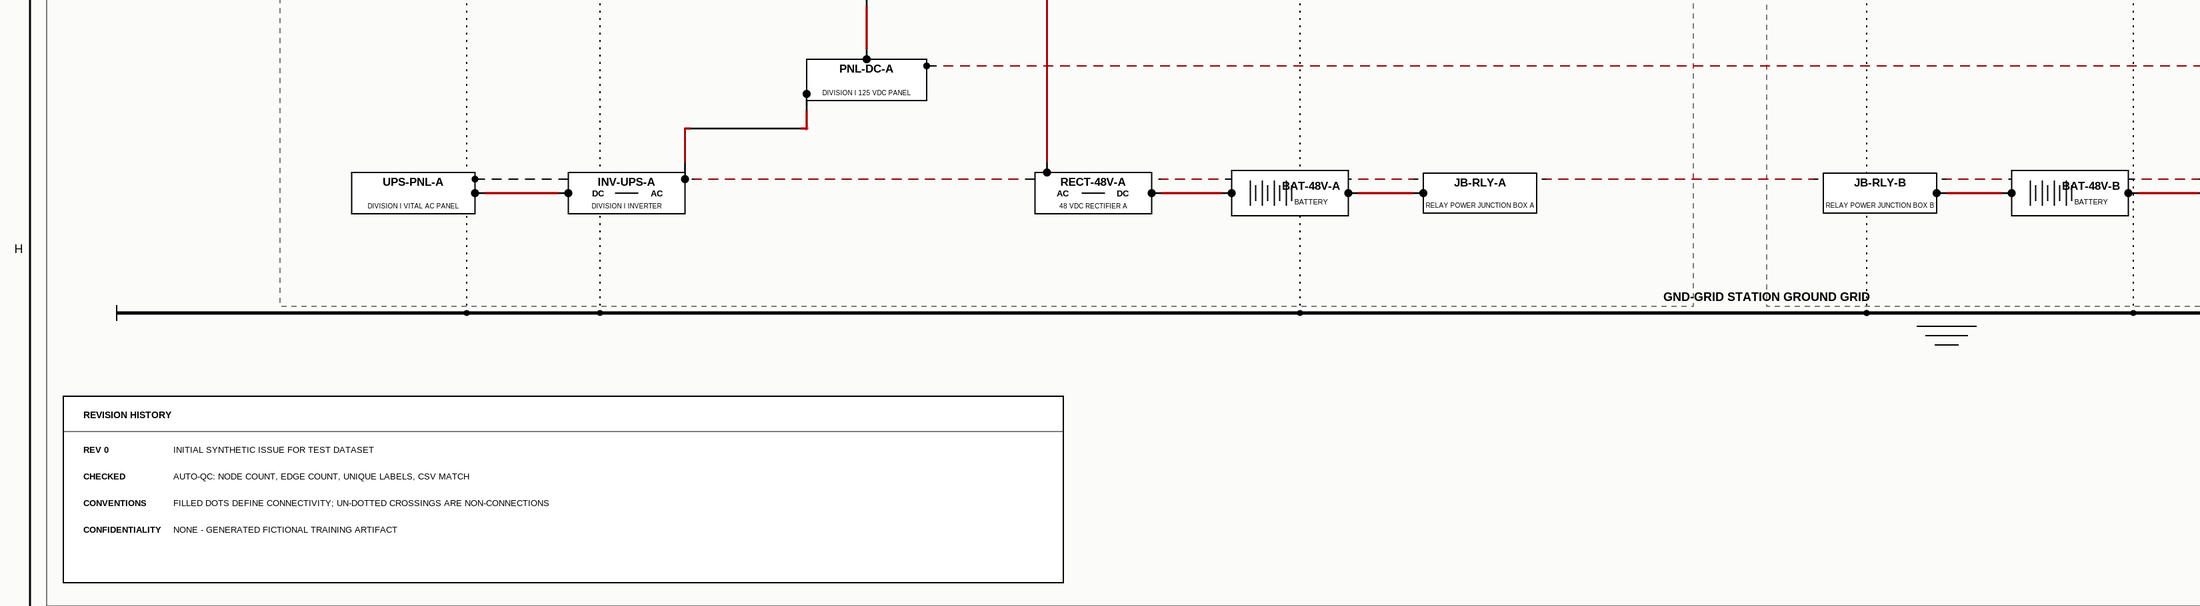 PNL-DC-A
DIVISION I 125 VDC PANEL
UPS-PNL-A
DIVISION I VITAL AC PANEL
INV-UPS-A
DC AC
DIVISION I INVERTER
RECT-48V-A
AC DC
48 VDC RECTIFIER A
BAT-48V-A
BATTERY
JB-RLY-A
RELAY POWER JUNCTION BOX A
JB-RLY-B
RELAY POWER JUNCTION BOX B
BAT-48V-B
BATTERY
H
GND-GRID STATION GROUND GRID
REVISION HISTORY
REV 0 INITIAL SYNTHETIC ISSUE FOR TEST DATASET
CHECKED AUTO-QC: NODE COUNT, EDGE COUNT, UNIQUE LABELS, CSV MATCH
CONVENTIONS FILLED DOTS DEFINE CONNECTIVITY; UN-DOTTED CROSSINGS ARE NON-CONNECTIONS
CONFIDENTIALITY NONE - GENERATED FICTIONAL TRAINING ARTIFACT